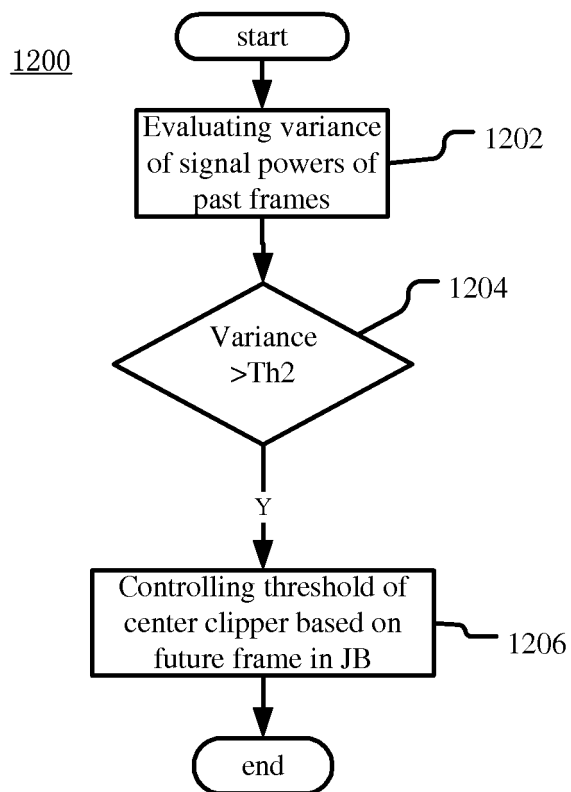 start
1200
Evaluating variance
of signal powers of
past frames
1202
1204
Variance
>Th2
Y
Controlling threshold of
center clipper based on
future frame in JB
1206
end